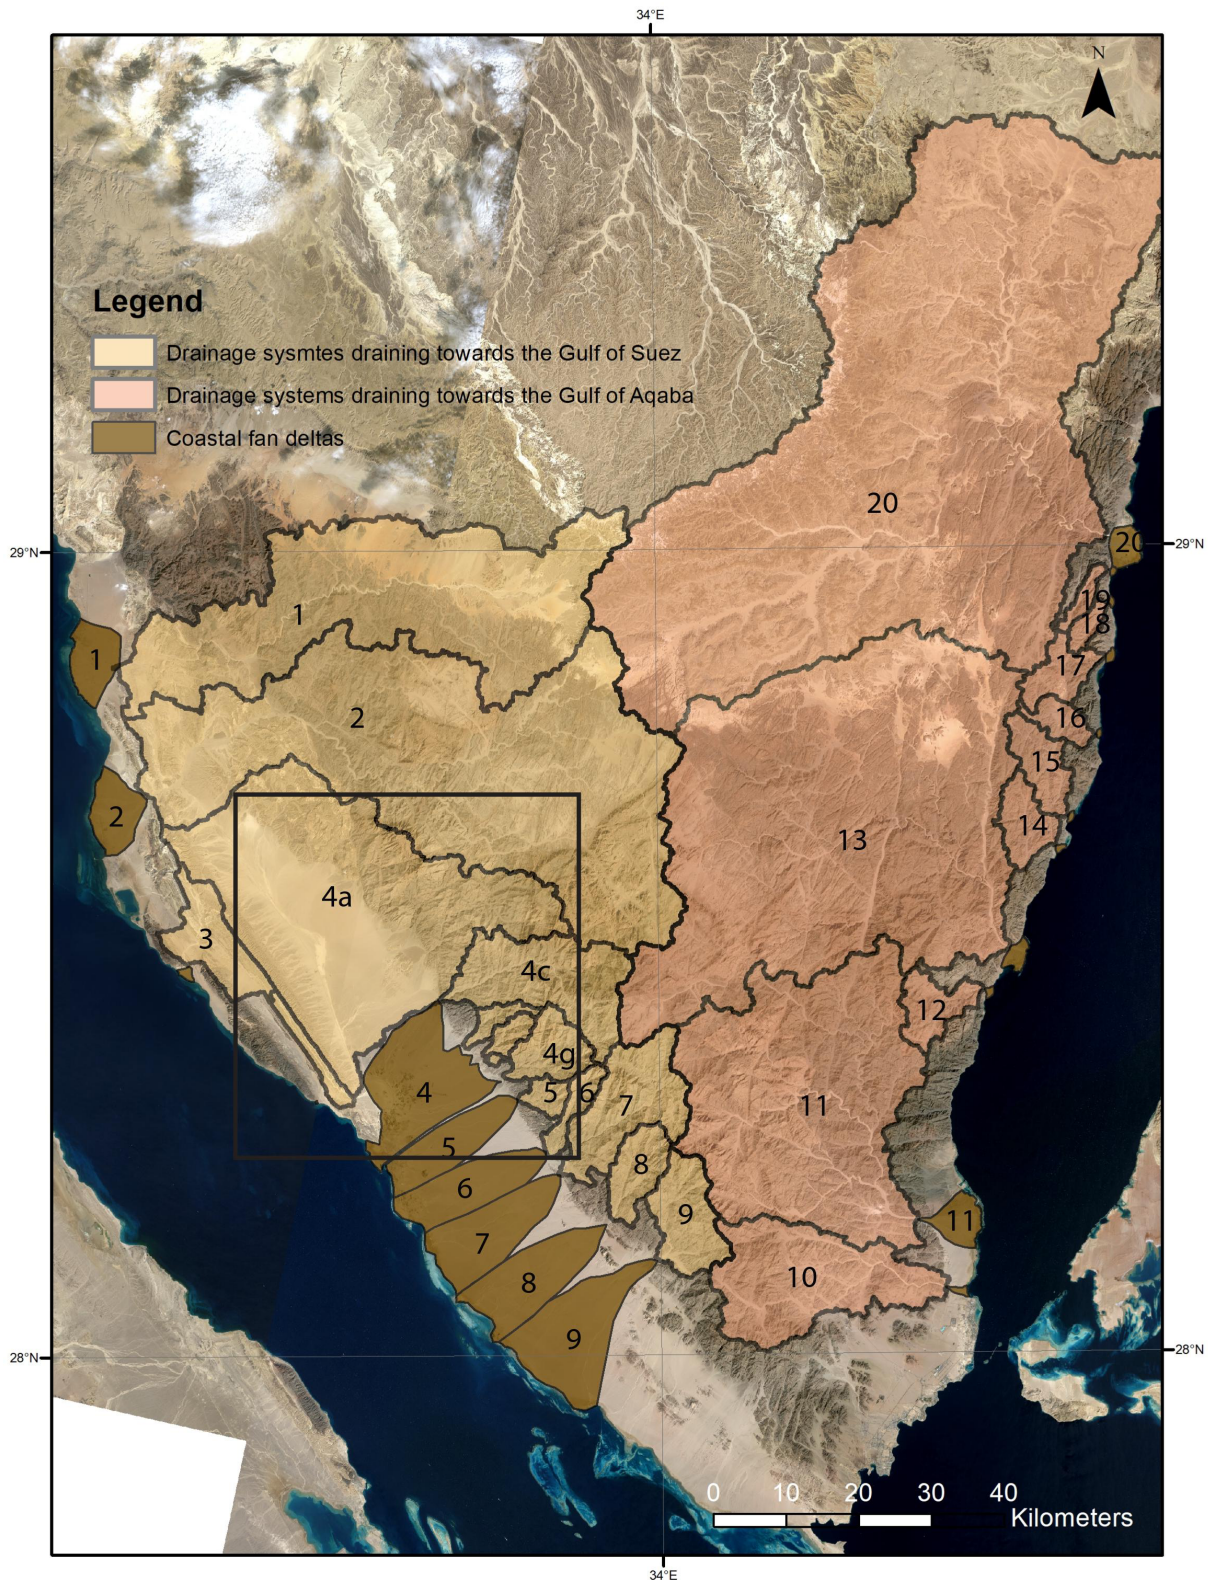 34°E
N
Legend
Drainage sysmtes draining towards the Gulf of Suez
Drainage systems draining towards the Gulf of Aqaba
Coastal fan deltas
20
20
29°N
29°N
19
1
18
1
17
2
16
15
2
14
13
4a
3
4c
12
4g
4
5
6
7
11
5
8
6
9
11
7
10
8
9
28°N
28°N
0 10 20 30 40
Kilometers
34°E